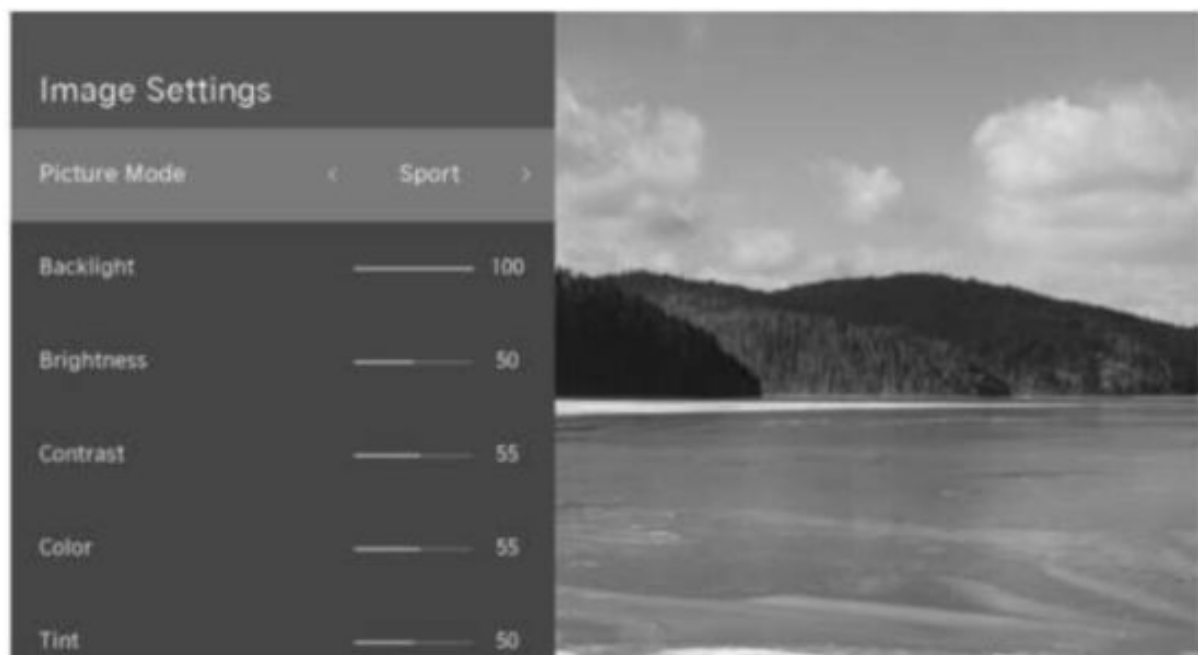 Image Settings
Picture Mode < Sport >
Backlight 100
Brightness 50
Contrast 55
Color 55
Tint 50